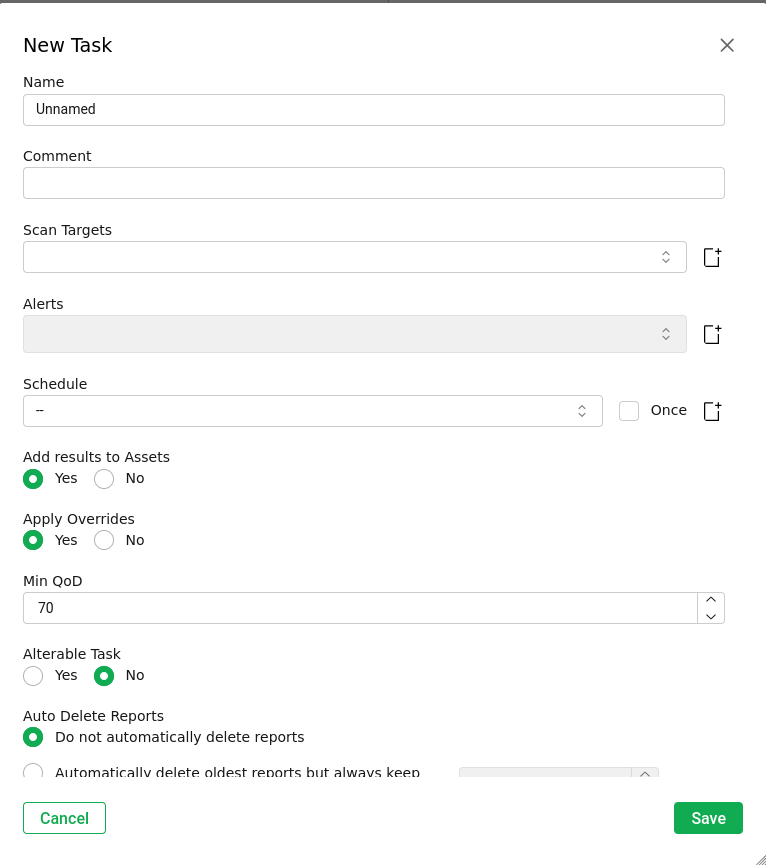 New Task
Name
Unnamed
Comment
Scan Targets
Alerts
Schedule
--
Once
Add results to Assets
Yes No
Apply Overrides
Yes No
Min QoD
70
Alterable Task
Yes No
Auto Delete Reports
Do not automatically delete reports
Automatically delete oldest reports but always keep
Cancel Save